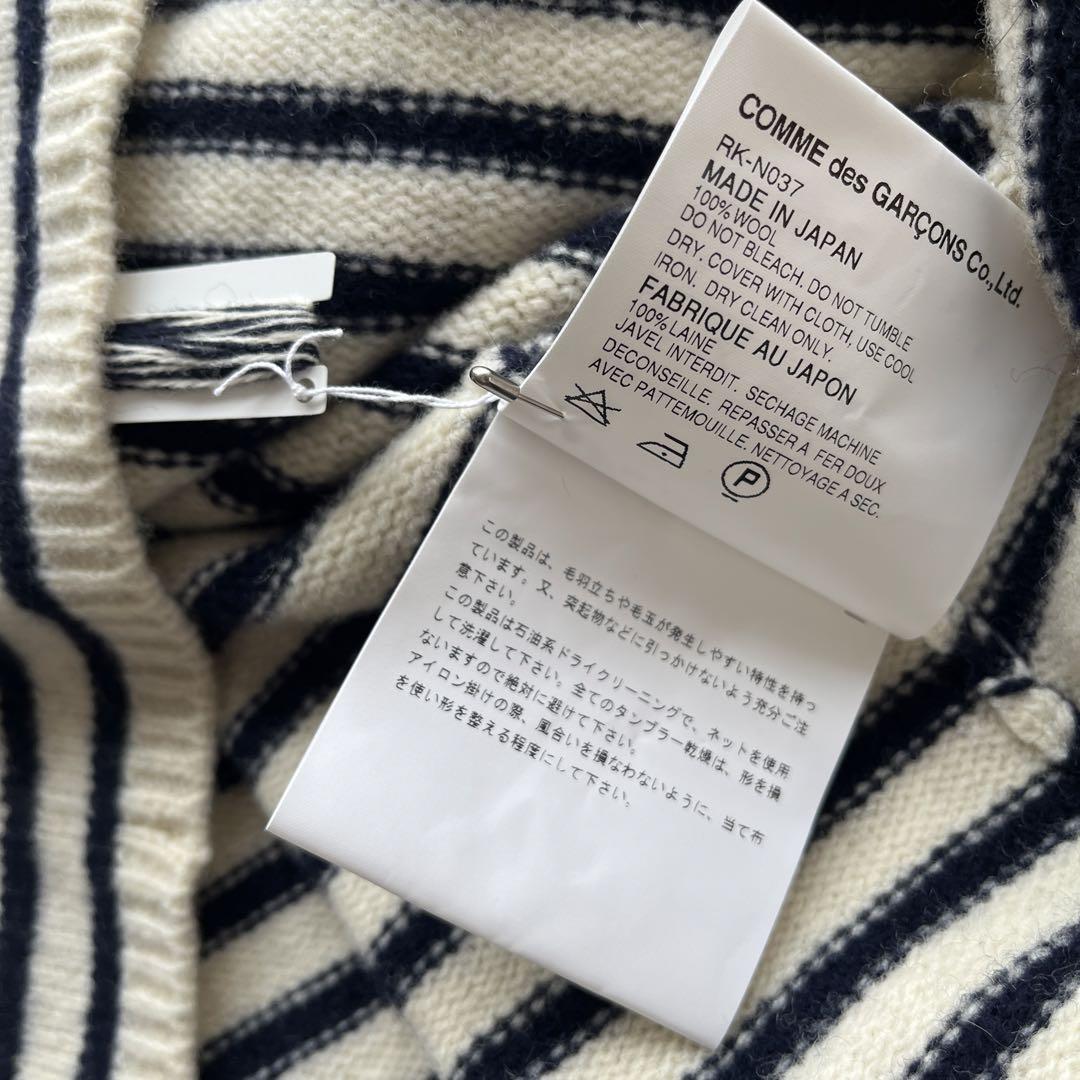 COMME des GARÇONS Co., Ltd.
RK-N037
MADE IN JAPAN
100% WOOL
DO NOT BLEACH. DO NOT TUMBLE
DRY. COVER WITH CLOTH, USE COOL
IRON. DRY CLEAN ONLY.
FABRIQUE AU JAPON
100% LAINE
JAVEL INTERDIT. SECHAGE MACHINE
DECONSEILLE. REPASSER A FER DOUX
AVEC PATTEMOUILLE. NETTOYAGE A SEC.
P
この製品は、毛羽立ちや毛玉が発生しやすい特性を持っ
ています。又、突起物などに引っかけないよう充分ご注
意下さい。
この製品は石油系ドライクリーニングで、ネットを使用
して洗濯して下さい。全てのタンブラー乾燥は、形を損
ないますので絶対に避けて下さい。
アイロン掛けの際、風合いを損なわないように、当て布
を使い形を整える程度にして下さい。